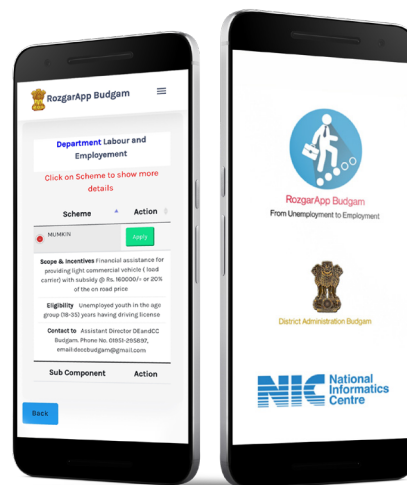 RozgarApp Budgam
Department Labour and
Employement
Click on Scheme to show more
details
Scheme Action
MUMKIN Apply
Scope & Incentives Financial assistance for
providing light commercial vehicle ( load
carrier) with subsidy @ Rs. 160000/= or 20%
of the on road price
Eligibility Unemployed youth in the age
group (18-35) years having driving license
Contact to Assistant Director DEandCC
Budgam. Phone No. 01951-295897,
email:deccbudgam@gmail.com
Sub Component Action
Back
RozgarApp Budgam
From Unemployment to Employment
District Administration Budgam
NIC National
Informatics
Centre